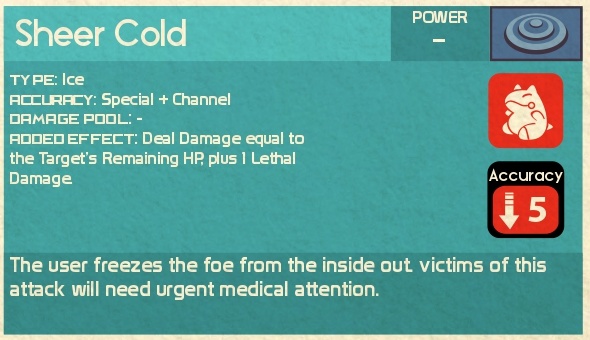 Sheer Cold
POWER
–
TYPE: Ice
ACCURACY: Special + Channel
DAMAGE POOL: -
ADDED EFFECT: Deal Damage equal to
the Target's Remaining HP, plus 1 Lethal
Damage.
Accuracy
5
The user freezes the foe from the inside out. victims of this
attack will need urgent medical attention.